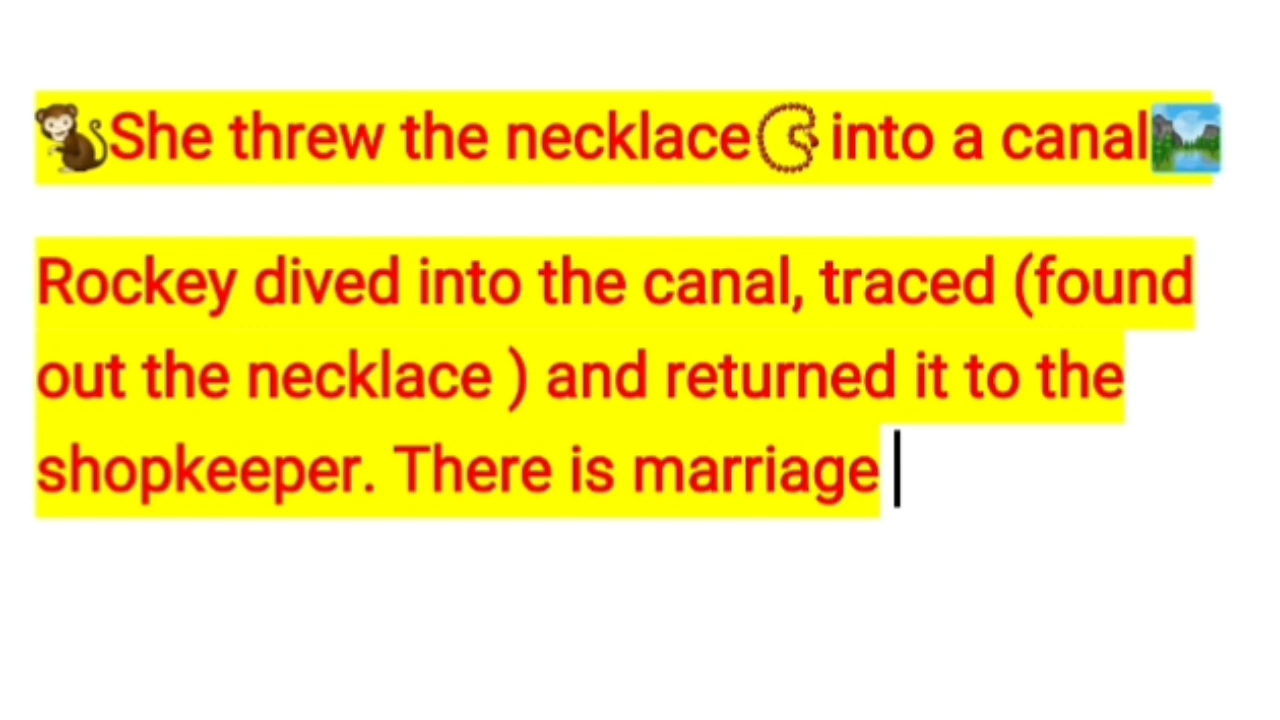 🐒She threw the necklace📿into a canal🏞️
Rockey dived into the canal, traced (found
out the necklace ) and returned it to the
shopkeeper. There is marriage